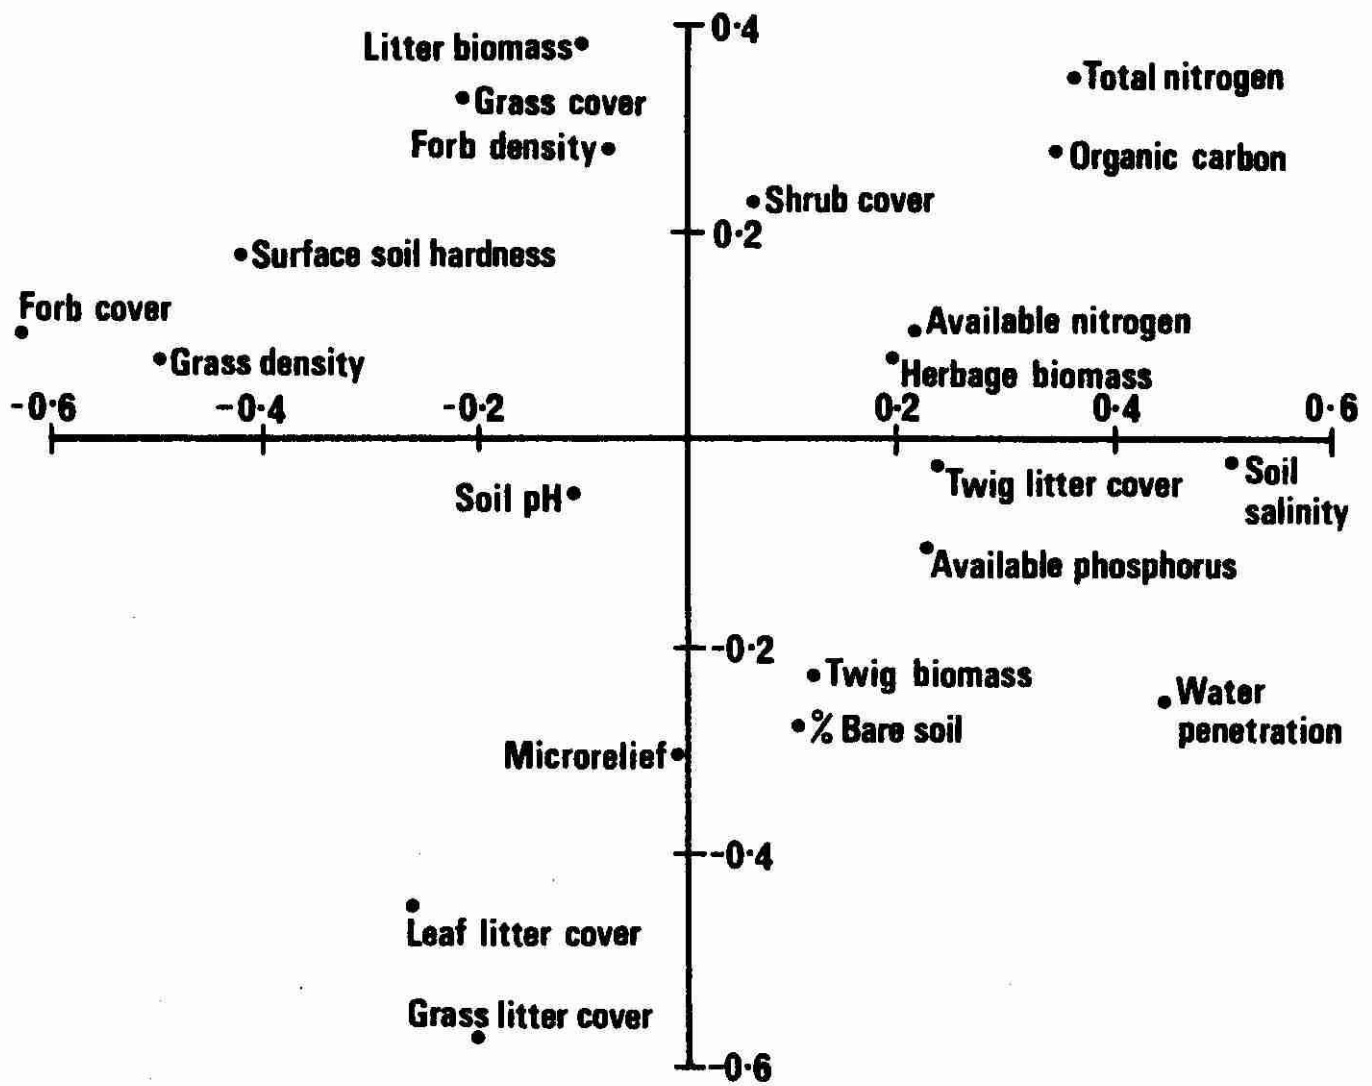 0·4
Litter biomass
Total nitrogen
Grass cover
Forb density
Organic carbon
Shrub cover
0·2
Surface soil hardness
Forb cover
Available nitrogen
Grass density
Herbage biomass
-0·6 -0·4 -0·2 0·2 0·4 0·6
Soil
salinity
Twig litter cover
Soil pH
Available phosphorus
-0·2
Twig biomass
Water
penetration
% Bare soil
Microrelief
-0·4
Leaf litter cover
Grass litter cover
-0·6